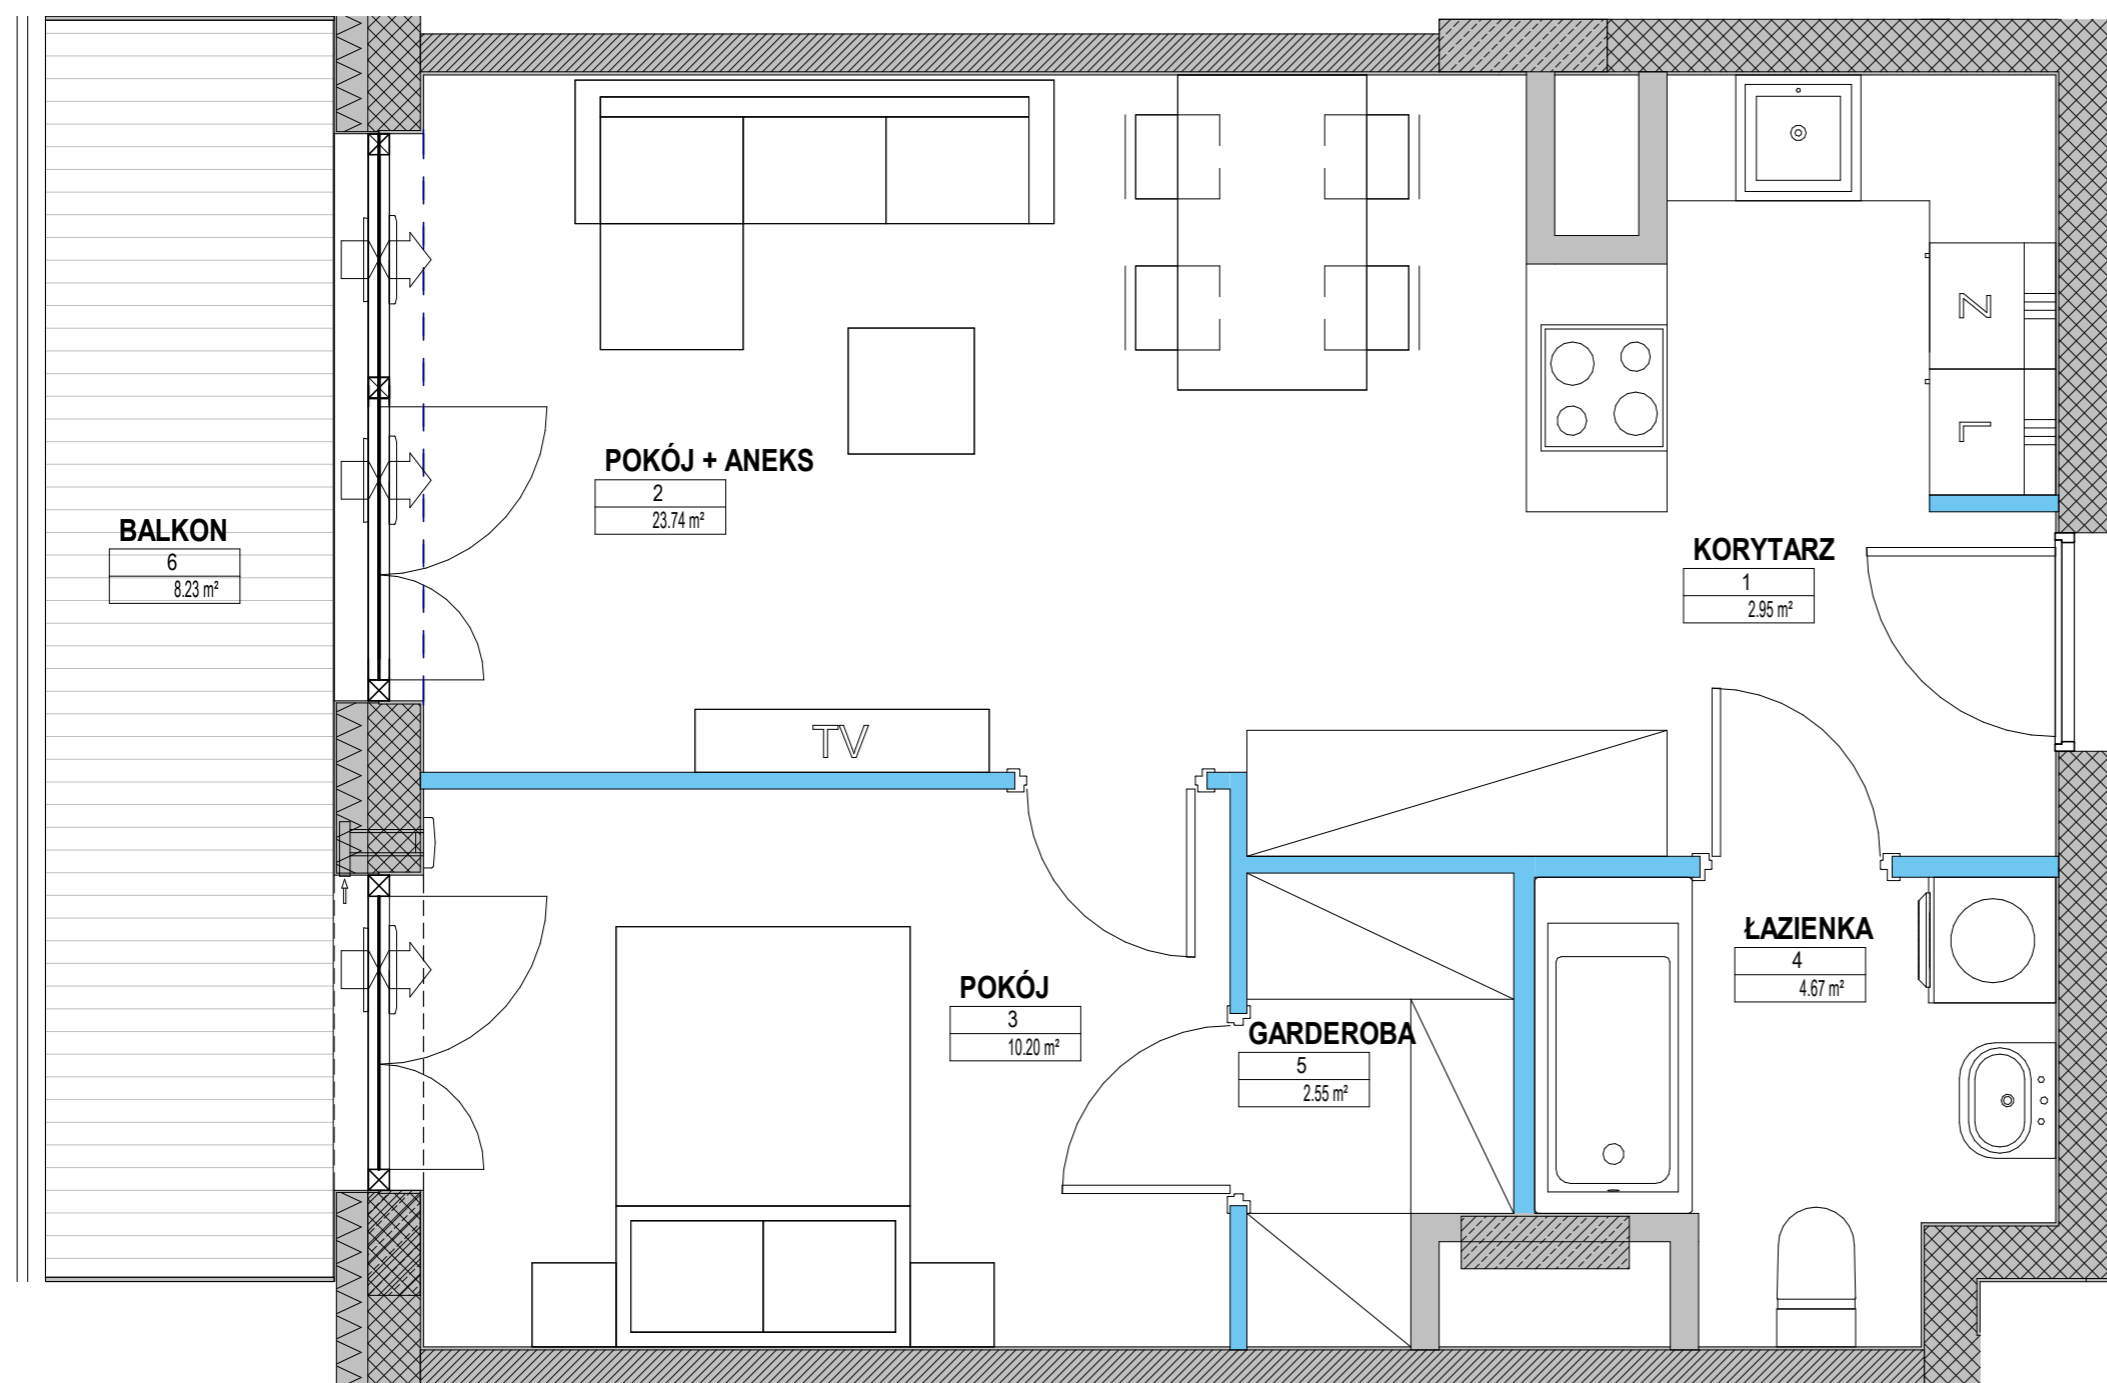 Z
L
POKÓJ + ANEKS
2
23.74 m²
BALKON
6
8.23 m²
KORYTARZ
1
2.95 m²
TV
ŁAZIENKA
4
4.67 m²
POKÓJ
3
10.20 m²
GARDEROBA
5
2.55 m²